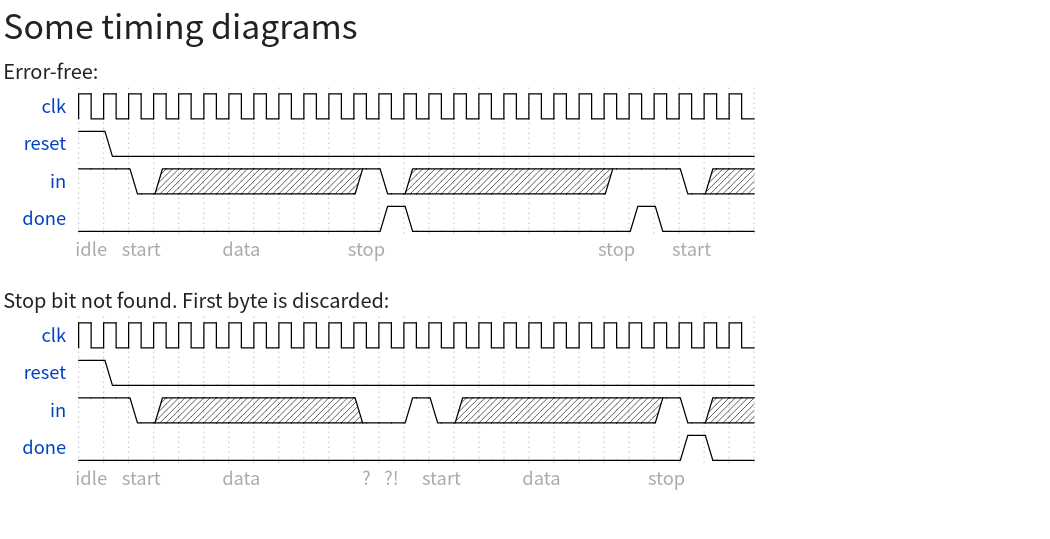 Some timing diagrams
Error-free:
clk
reset
in
done
idle start data stop stop start
Stop bit not found. First byte is discarded:
clk
reset
in
done
idle start data ? ?! start data stop